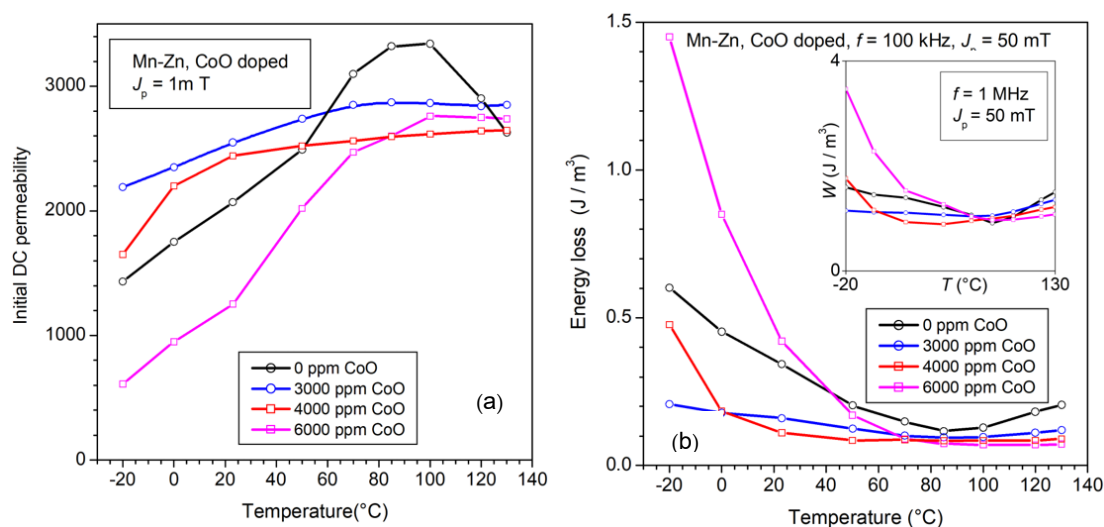 Mn-Zn, CoO doped
J_p = 1m T
Initial DC permeability
3000
2000
1000
0
0 ppm CoO
3000 ppm CoO
4000 ppm CoO
6000 ppm CoO
(a)
-20 0 20 40 60 80 100 120 140
Temperature(°C)
Mn-Zn, CoO doped, f = 100 kHz, J = 50 mT
Energy loss (J / m³)
1.5
1.0
0.5
0.0
4
f = 1 MHz
J_p = 50 mT
W (J / m³)
0
-20 T (°C) 130
0 ppm CoO
3000 ppm CoO
4000 ppm CoO
6000 ppm CoO
(b)
-20 0 20 40 60 80 100 120 140
Temperature (°C)